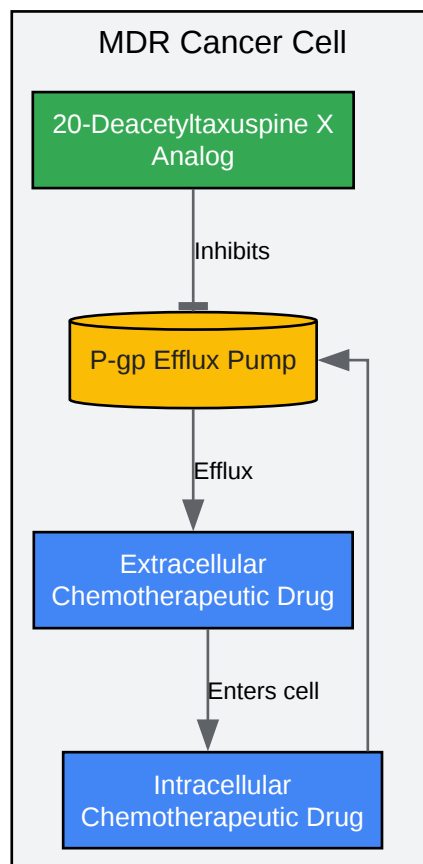 MDR Cancer Cell
20-Deacetyltaxuspine X
Analog
Inhibits
P-gp Efflux Pump
Efflux
Extracellular
Chemotherapeutic Drug
Enters cell
Intracellular
Chemotherapeutic Drug